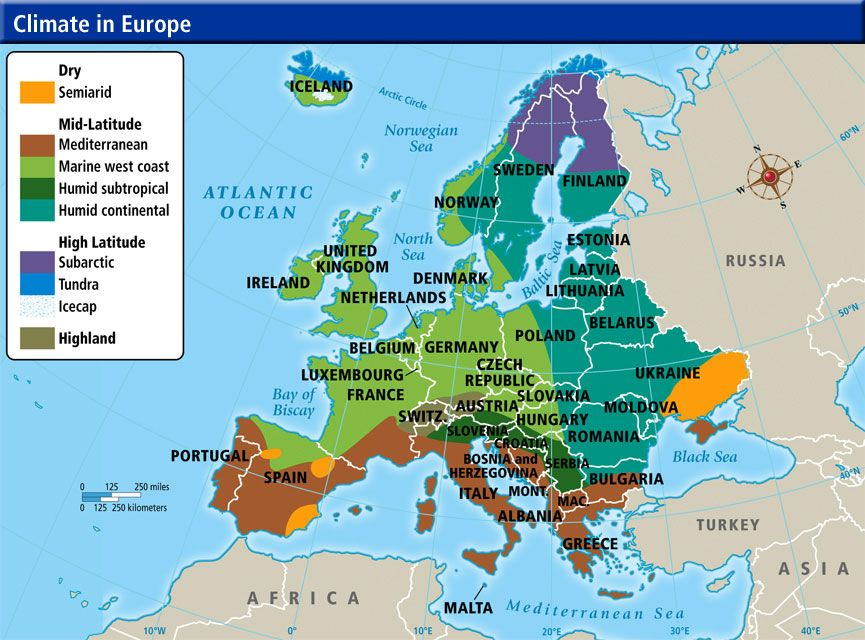 Climate in Europe
Dry
Semiarid
Mid-Latitude
Mediterranean
Marine west coast
Humid subtropical
Humid continental
High Latitude
Subarctic
Tundra
Icecap
Highland
ICELAND
Arctic Circle
Norwegian
Sea
ATLANTIC
OCEAN
SWEDEN
FINLAND
NORWAY
N
E
W
S
60°N
RUSSIA
North
Sea
UNITED
KINGDOM
IRELAND
DENMARK
NETHERLANDS
Baltic Sea
ESTONIA
LATVIA
LITHUANIA
BELARUS
50°N
POLAND
BELGIUM
GERMANY
LUXEMBOURG
CZECH
REPUBLIC
UKRAINE
FRANCE
SLOVAKIA
Bay of
Biscay
SWITZ.
AUSTRIA
HUNGARY
MOLDOVA
SLOVENIA
CROATIA
ROMANIA
PORTUGAL
SPAIN
BOSNIA and
HERZEGOVINA
SERBIA
Black Sea
40°N
BULGARIA
ITALY
MONT.
MAC.
ALBANIA
0 125 250 miles
0 125 250 kilometers
TURKEY
GREECE
ASIA
AFRICA
MALTA
Mediterranean Sea
10°W
0°
10°E
20°E
30°E
40°E